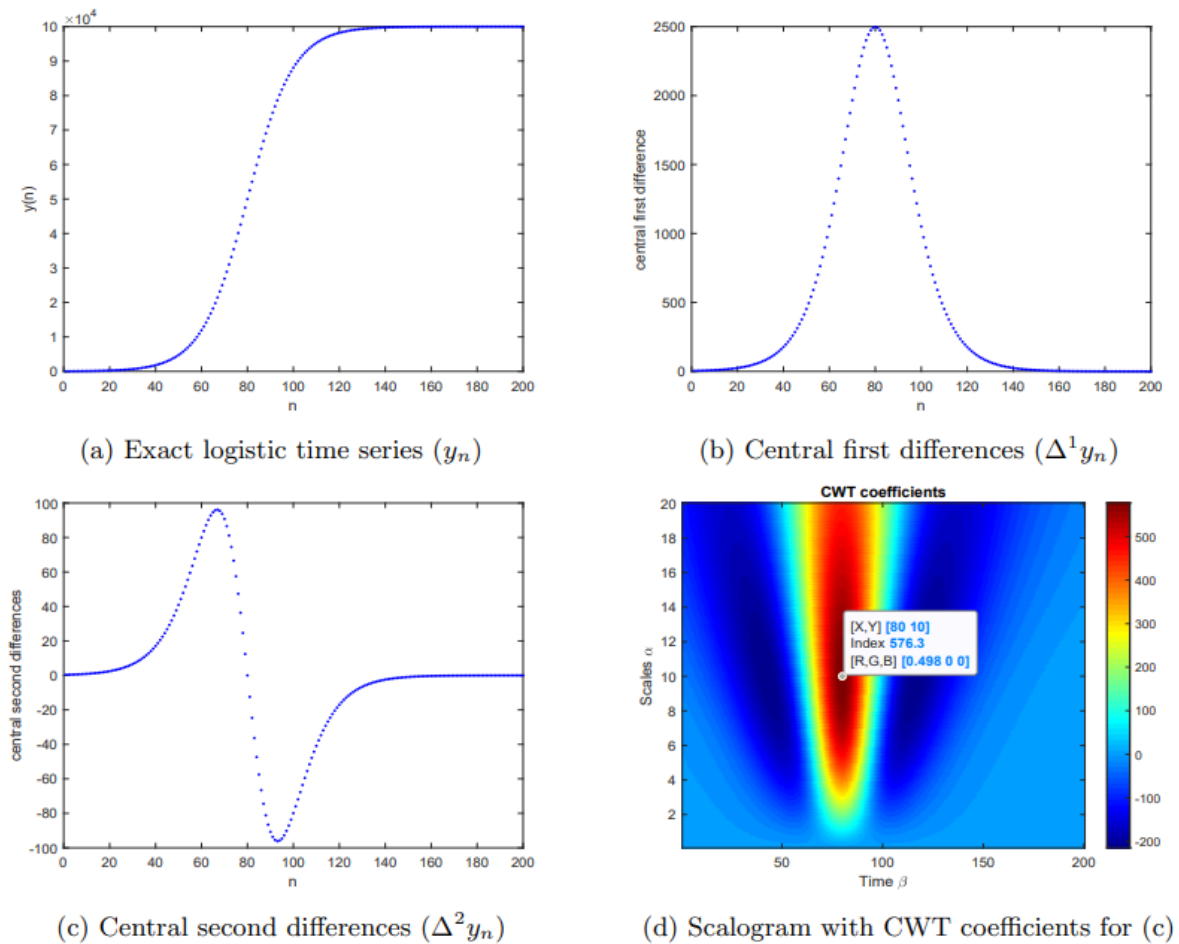 ×10^4
10
9
8
7
6
5
4
3
2
1
0
y(n)
0 20 40 60 80 100 120 140 160 180 200
n
(a) Exact logistic time series (y_n)
2500
2000
1500
1000
500
0
central first difference
0 20 40 60 80 100 120 140 160 180 200
n
(b) Central first differences (Δ^1 y_n)
100
80
60
40
20
0
-20
-40
-60
-80
-100
central second differences
0 20 40 60 80 100 120 140 160 180 200
n
(c) Central second differences (Δ^2 y_n)
CWT coefficients
20
18
16
14
12
10
8
6
4
2
Scales α
[X,Y] [80 10]
Index 576.3
[R,G,B] [0.498 0 0]
50 100 150 200
Time β
500
400
300
200
100
0
-100
-200
(d) Scalogram with CWT coefficients for (c)